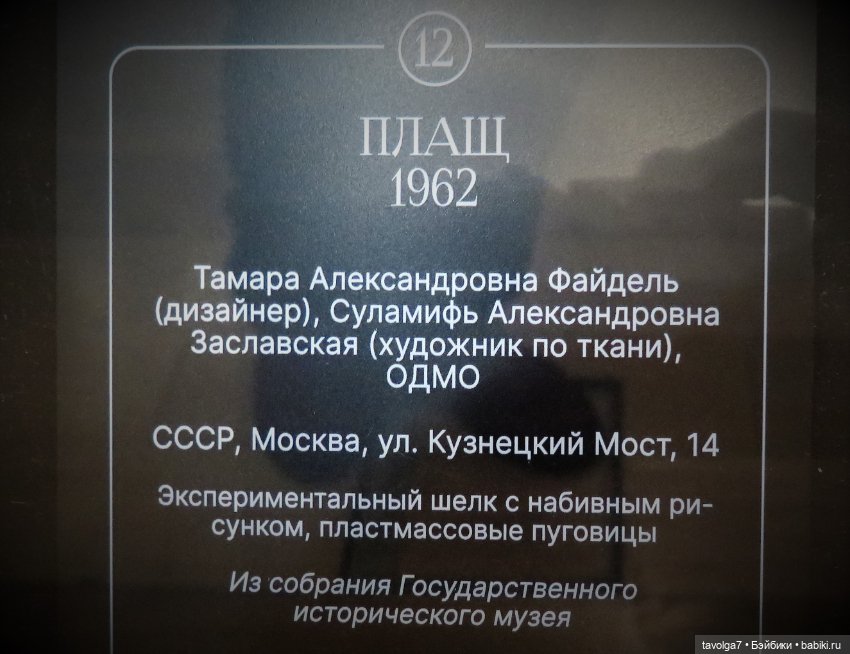 12
ПЛАЩ
1962
Тамара Александровна Файдель
(дизайнер), Суламифь Александровна
Заславская (художник по ткани),
ОДМО
СССР, Москва, ул. Кузнецкий Мост, 14
Экспериментальный шелк с набивным ри-
сунком, пластмассовые пуговицы
Из собрания Государственного
исторического музея
tavolga7 • Бэйбики • babiki.ru